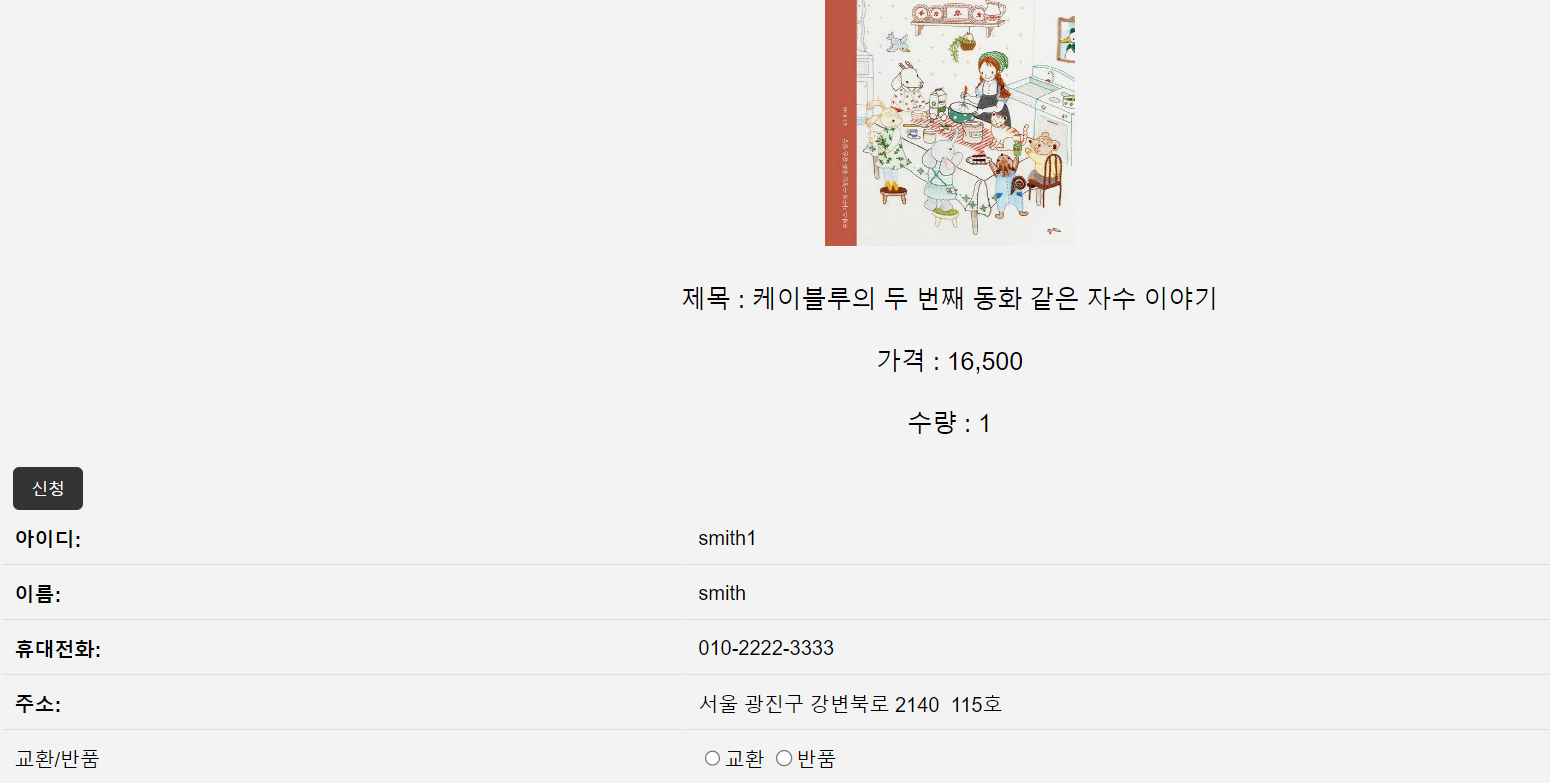 제목 : 케이블루의 두 번째 동화 같은 자수 이야기
가격 : 16,500
수량 : 1
신청
아이디: smith1
이름: smith
휴대전화: 010-2222-3333
주소: 서울 광진구 강변북로 2140 115호
교환/반품 교환 반품